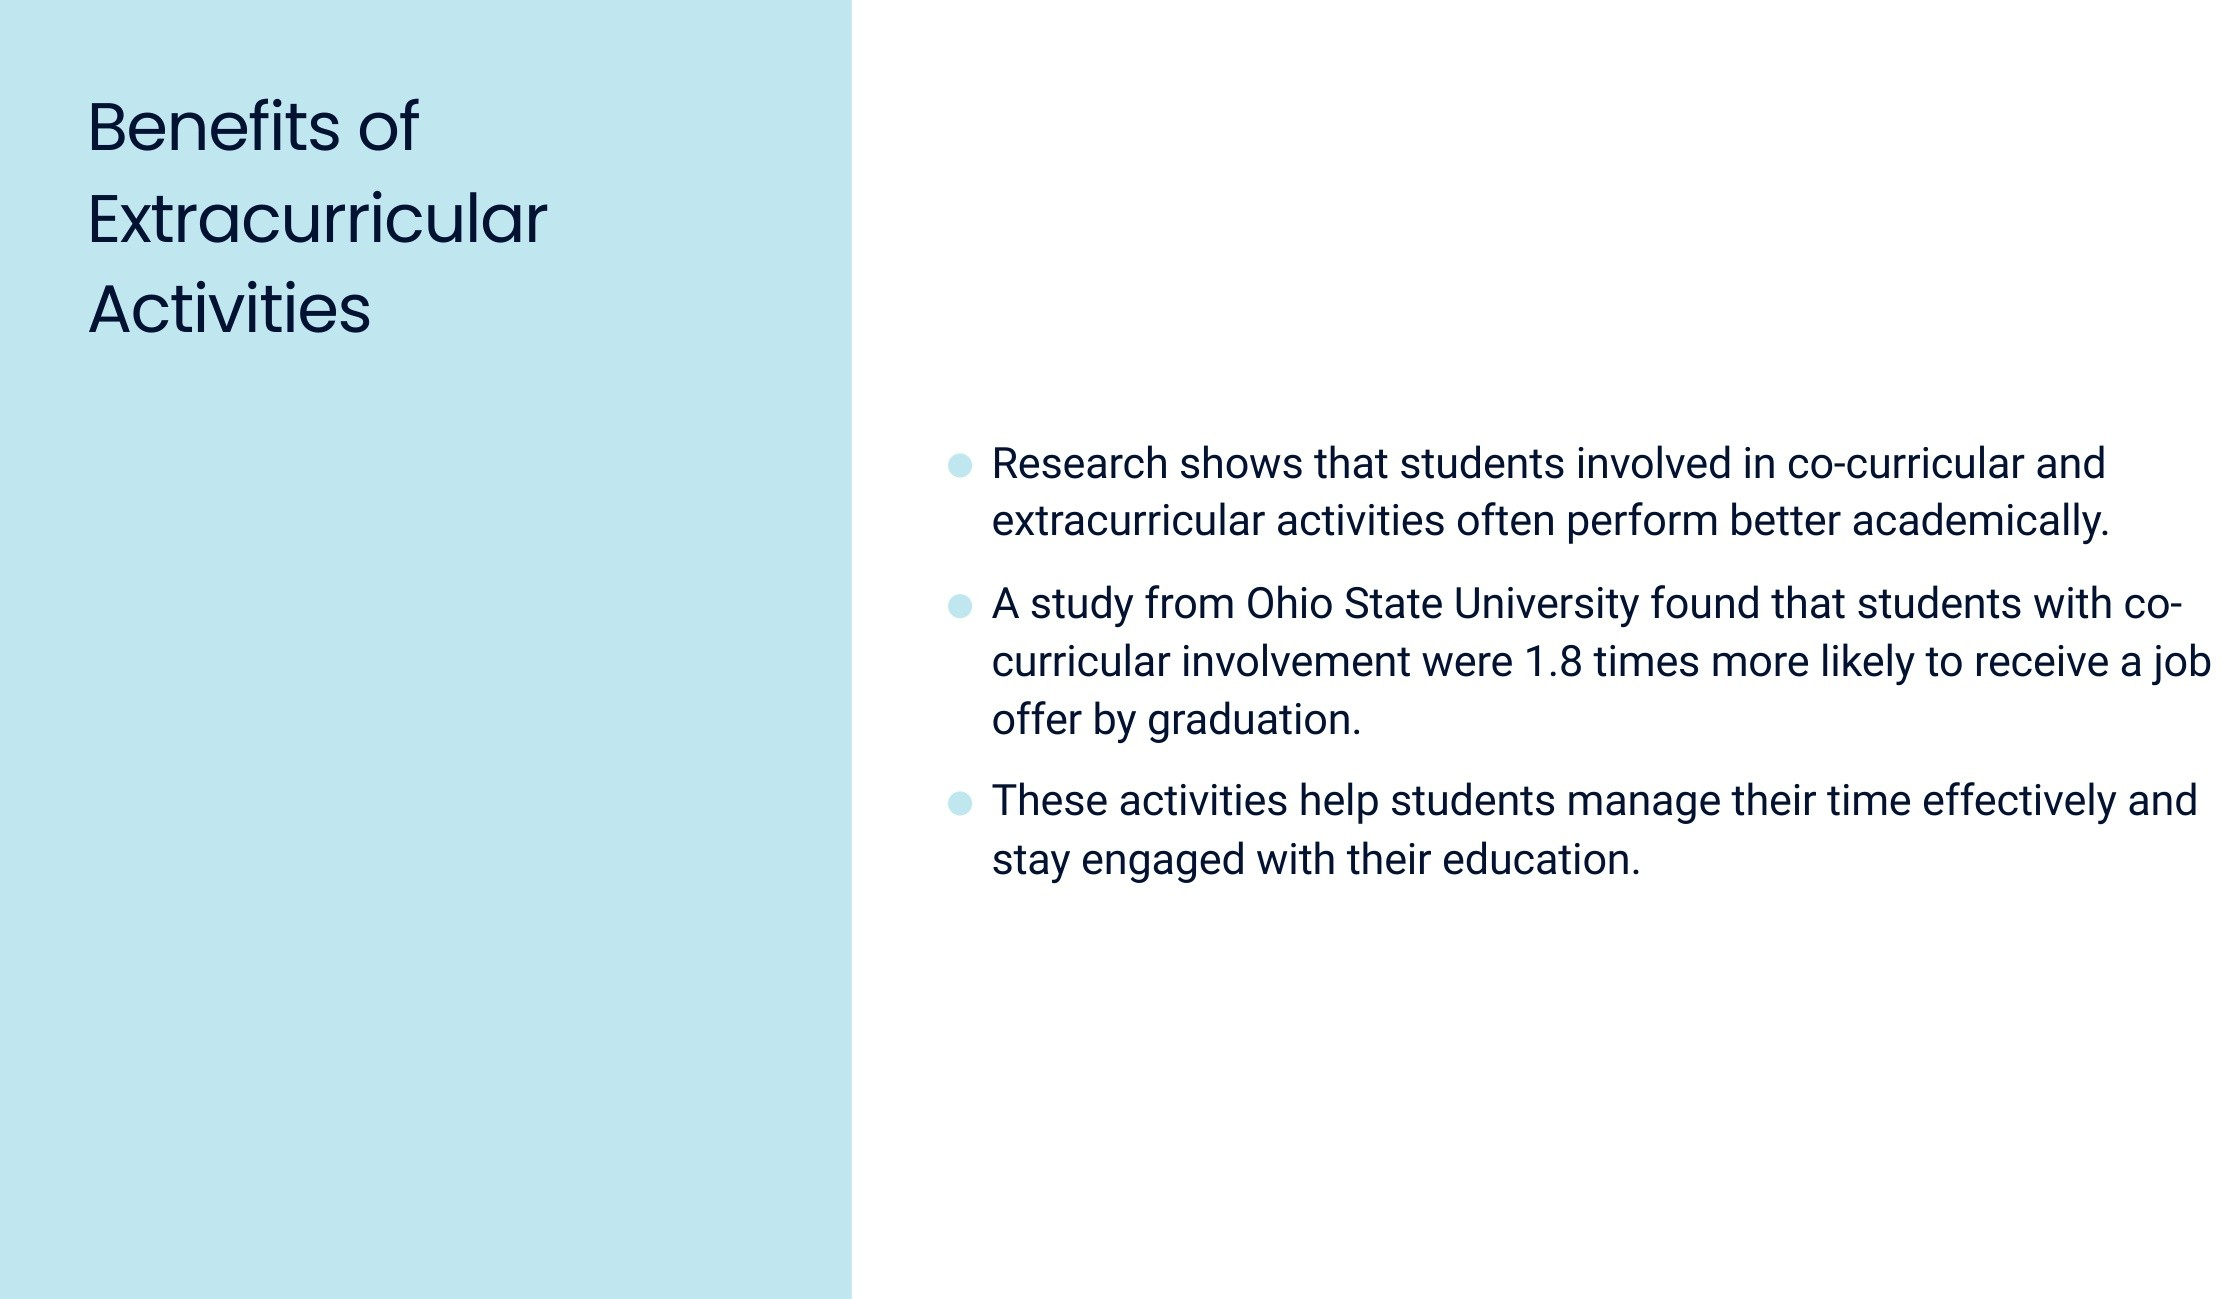 Benefits of
Extracurricular
Activities
Research shows that students involved in co-curricular and
extracurricular activities often perform better academically.
A study from Ohio State University found that students with co-
curricular involvement were 1.8 times more likely to receive a job
offer by graduation.
These activities help students manage their time effectively and
stay engaged with their education.